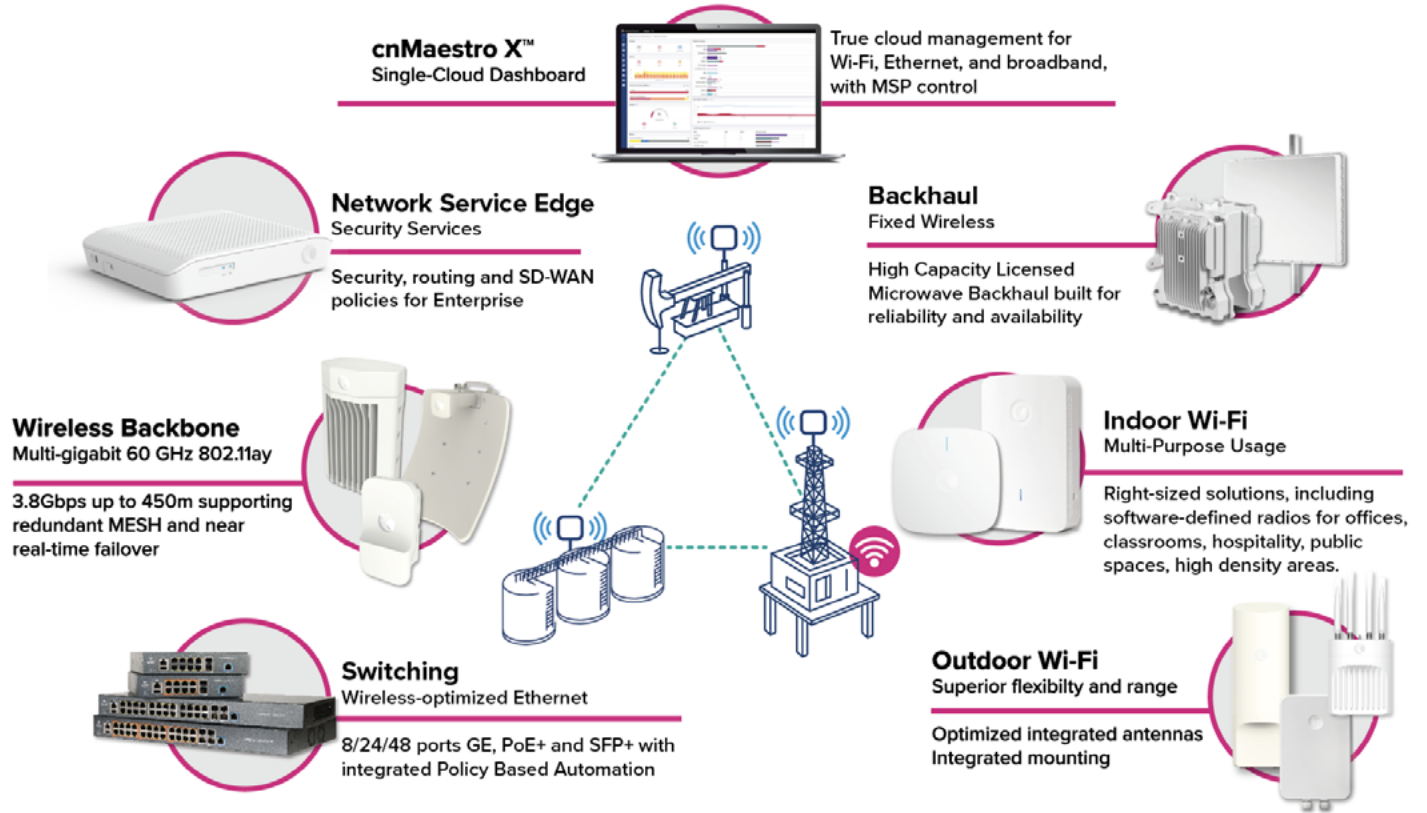 cnMaestro X™
Single-Cloud Dashboard
True cloud management for
Wi-Fi, Ethernet, and broadband,
with MSP control
Network Service Edge
Security Services
Security, routing and SD-WAN
policies for Enterprise
Backhaul
Fixed Wireless
High Capacity Licensed
Microwave Backhaul built for
reliability and availability
Wireless Backbone
Multi-gigabit 60 GHz 802.11ay
3.8Gbps up to 450m supporting
redundant MESH and near
real-time failover
Indoor Wi-Fi
Multi-Purpose Usage
Right-sized solutions, including
software-defined radios for offices,
classrooms, hospitality, public
spaces, high density areas.
Switching
Wireless-optimized Ethernet
8/24/48 ports GE, PoE+ and SFP+ with
integrated Policy Based Automation
Outdoor Wi-Fi
Superior flexibilty and range
Optimized integrated antennas
Integrated mounting